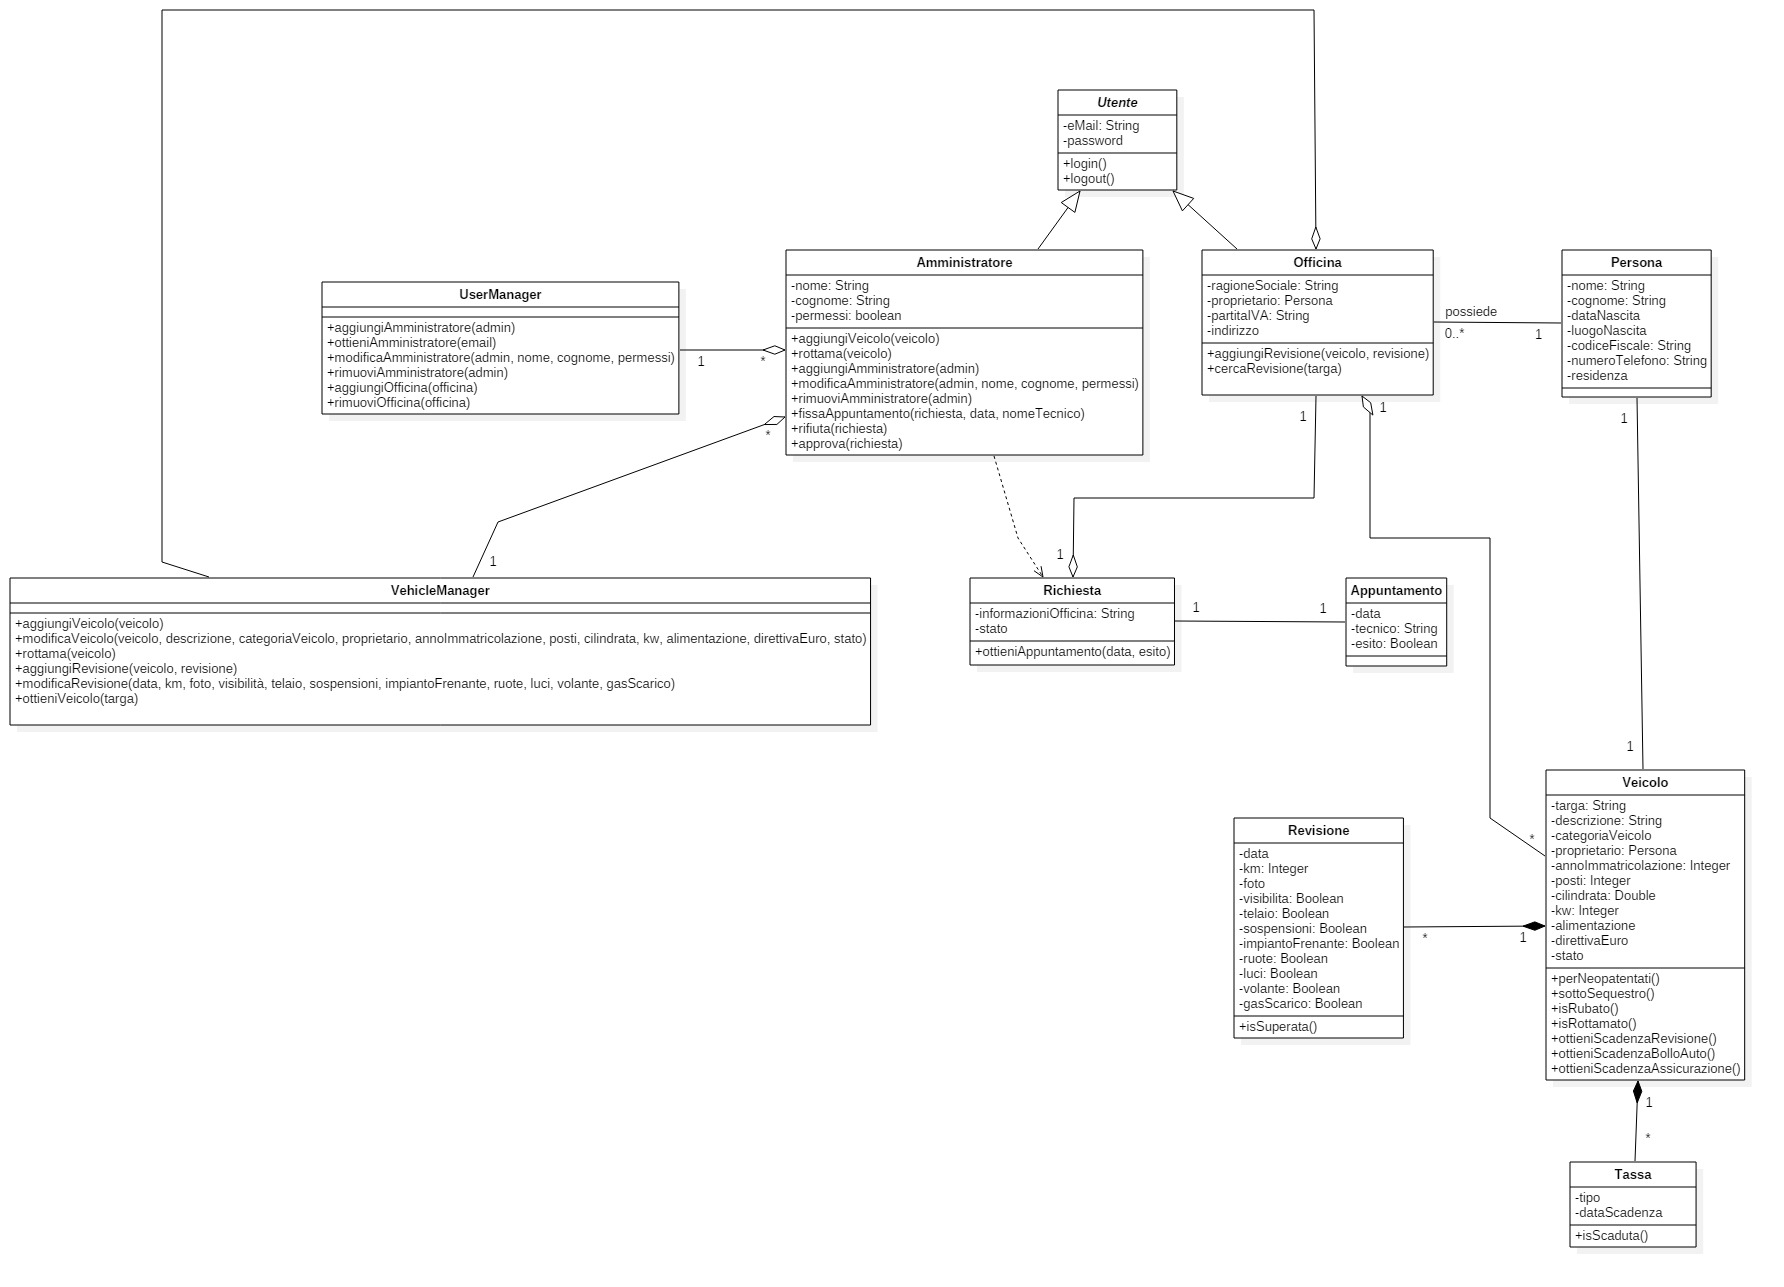 Utente
-eMail: String
-password
+login()
+logout()
UserManager
+aggiungiAmministratore(admin)
+ottieniAmministratore(email)
+modificaAmministratore(admin, nome, cognome, permessi)
+rimuoviAmministratore(admin)
+aggiungiOfficina(officina)
+rimuoviOfficina(officina)
1
*
Amministratore
-nome: String
-cognome: String
-permessi: boolean
+aggiungiVeicolo(veicolo)
+rottama(veicolo)
+aggiungiAmministratore(admin)
+modificaAmministratore(admin, nome, cognome, permessi)
+rimuoviAmministratore(admin)
+fissaAppuntamento(richiesta, data, nomeTecnico)
+rifiuta(richiesta)
+approva(richiesta)
*
1
Officina
-ragioneSociale: String
-proprietario: Persona
-partitaIVA: String
-indirizzo
+aggiungiRevisione(veicolo, revisione)
+cercaRevisione(targa)
possiede
0..*
1
Persona
-nome: String
-cognome: String
-dataNascita
-luogoNascita
-codiceFiscale: String
-numeroTelefono: String
-residenza
1
1
1
1
VehicleManager
+aggiungiVeicolo(veicolo)
+modificaVeicolo(veicolo, descrizione, categoriaVeicolo, proprietario, annoImmatricolazione, posti, cilindrata, kw, alimentazione, direttivaEuro, stato)
+rottama(veicolo)
+aggiungiRevisione(veicolo, revisione)
+modificaRevisione(data, km, foto, visibilità, telaio, sospensioni, impiantoFrenante, ruote, luci, volante, gasScarico)
+ottieniVeicolo(targa)
Richiesta
-informazioniOfficina: String
-stato
+ottieniAppuntamento(data, esito)
1
1
Appuntamento
-data
-tecnico: String
-esito: Boolean
1
*
Veicolo
-targa: String
-descrizione: String
-categoriaVeicolo
-proprietario: Persona
-annoImmatricolazione: Integer
-posti: Integer
-cilindrata: Double
-kw: Integer
-alimentazione
-direttivaEuro
-stato
+perNeopatentati()
+sottoSequestro()
+isRubato()
+isRottamato()
+ottieniScadenzaRevisione()
+ottieniScadenzaBolloAuto()
+ottieniScadenzaAssicurazione()
Revisione
-data
-km: Integer
-foto
-visibilita: Boolean
-telaio: Boolean
-sospensioni: Boolean
-impiantoFrenante: Boolean
-ruote: Boolean
-luci: Boolean
-volante: Boolean
-gasScarico: Boolean
+isSuperata()
*
1
1
*
Tassa
-tipo
-dataScadenza
+isScaduta()